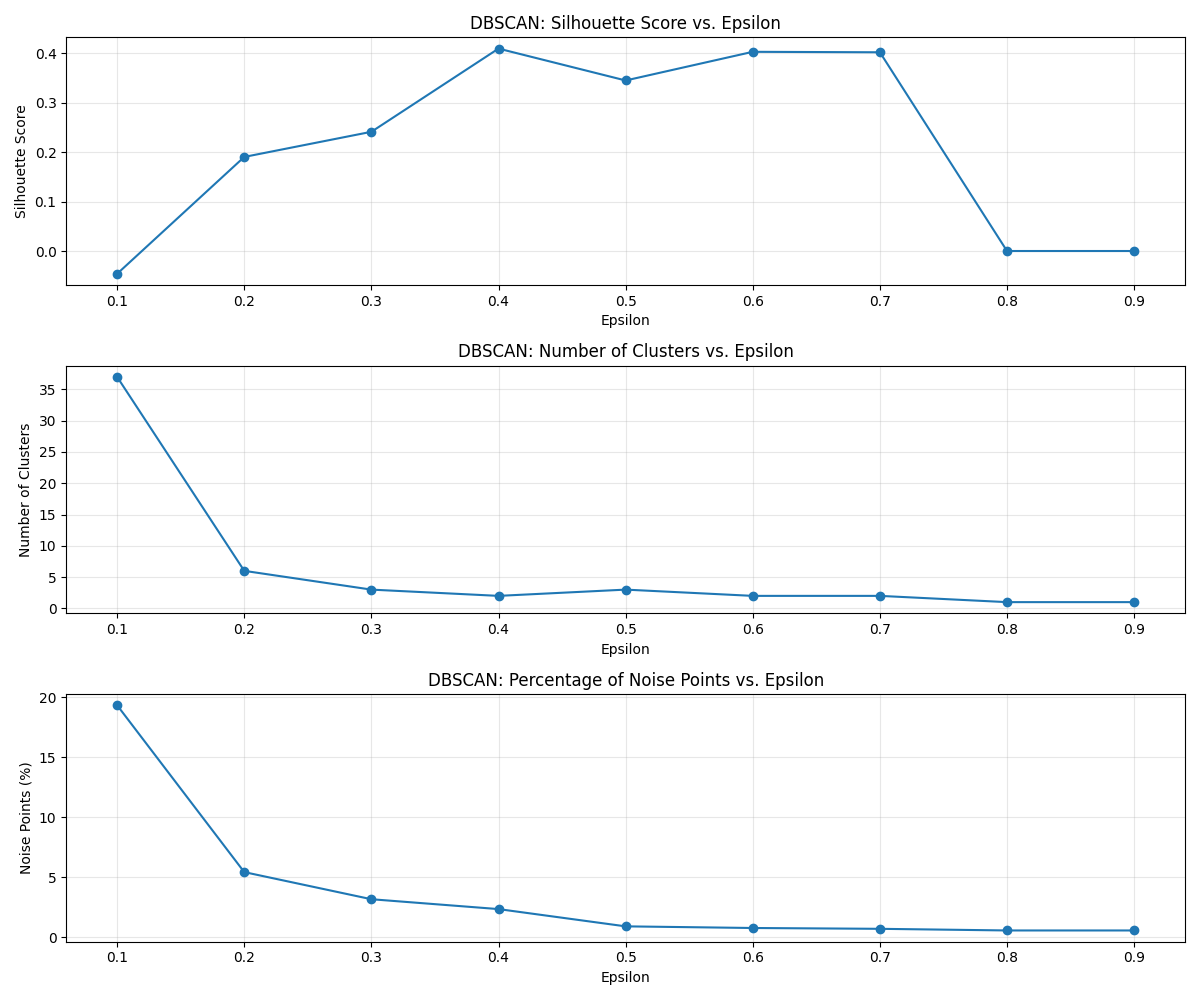 DBSCAN: Silhouette Score vs. Epsilon
Silhouette Score
0.4
0.3
0.2
0.1
0.0
0.1 0.2 0.3 0.4 0.5 0.6 0.7 0.8 0.9
Epsilon
DBSCAN: Number of Clusters vs. Epsilon
Number of Clusters
35
30
25
20
15
10
5
0
0.1 0.2 0.3 0.4 0.5 0.6 0.7 0.8 0.9
Epsilon
DBSCAN: Percentage of Noise Points vs. Epsilon
Noise Points (%)
20
15
10
5
0
0.1 0.2 0.3 0.4 0.5 0.6 0.7 0.8 0.9
Epsilon